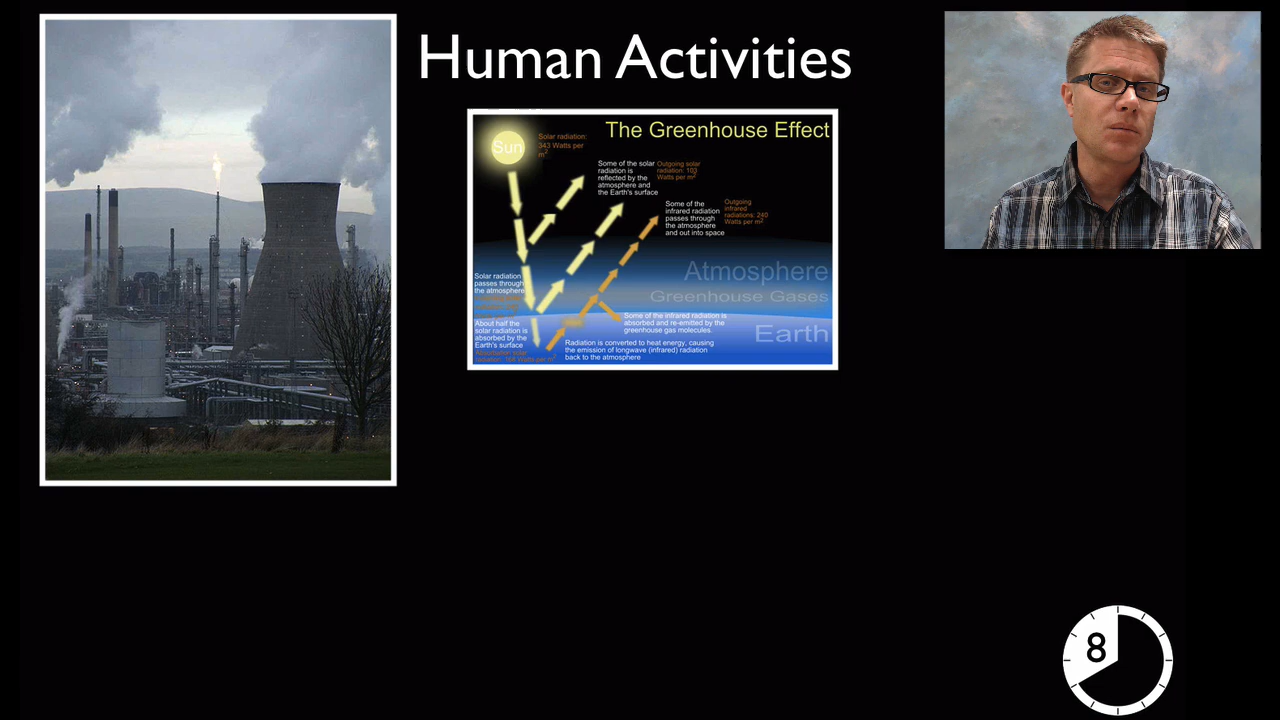 Human Activities
The Greenhouse Effect
Sun
Solar radiation:
343 Watts per
m2
Some of the solar
radiation is
reflected by the
atmosphere and
the Earth's surface
Outgoing solar
radiation: 103
Watts per m2
Some of the
infrared radiation
passes through
the atmosphere
and out into space
Outgoing
infrared
radiations: 240
Watts per m2
Atmosphere
Greenhouse Gases
Earth
Solar radiation
passes through
the atmosphere
About half the
solar radiation is
absorbed by the
Earth's surface
Some of the infrared radiation is
absorbed and re-emitted by the
greenhouse gas molecules.
Radiation is converted to heat energy, causing
the emission of longwave (infrared) radiation
back to the atmosphere
8